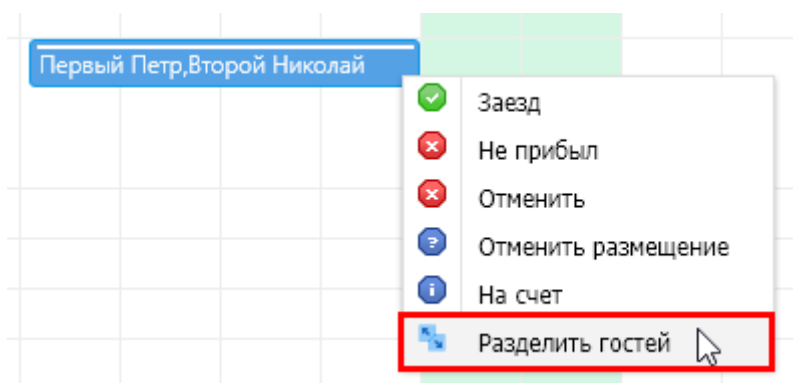 Первый Петр,Второй Николай
Заезд
Не прибыл
Отменить
Отменить размещение
На счет
Разделить гостей